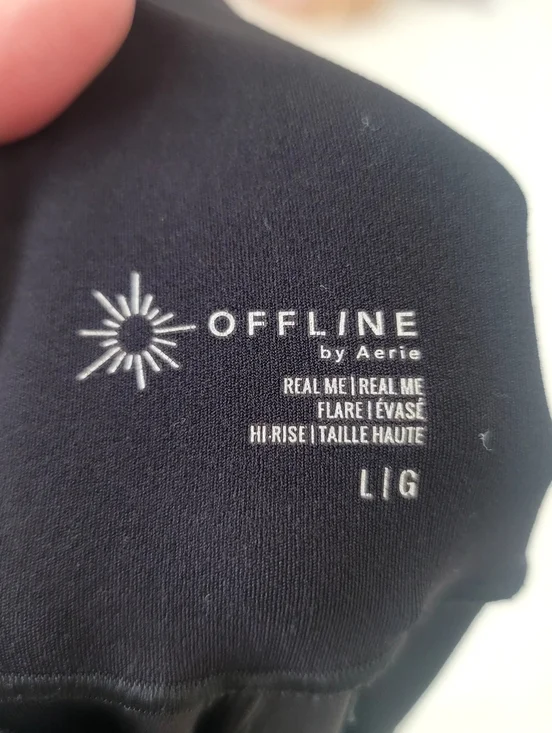 OFFLINE
by Aerie
REAL ME | REAL ME
FLARE | ÉVASÉ
HI-RISE | TAILLE HAUTE
L | G